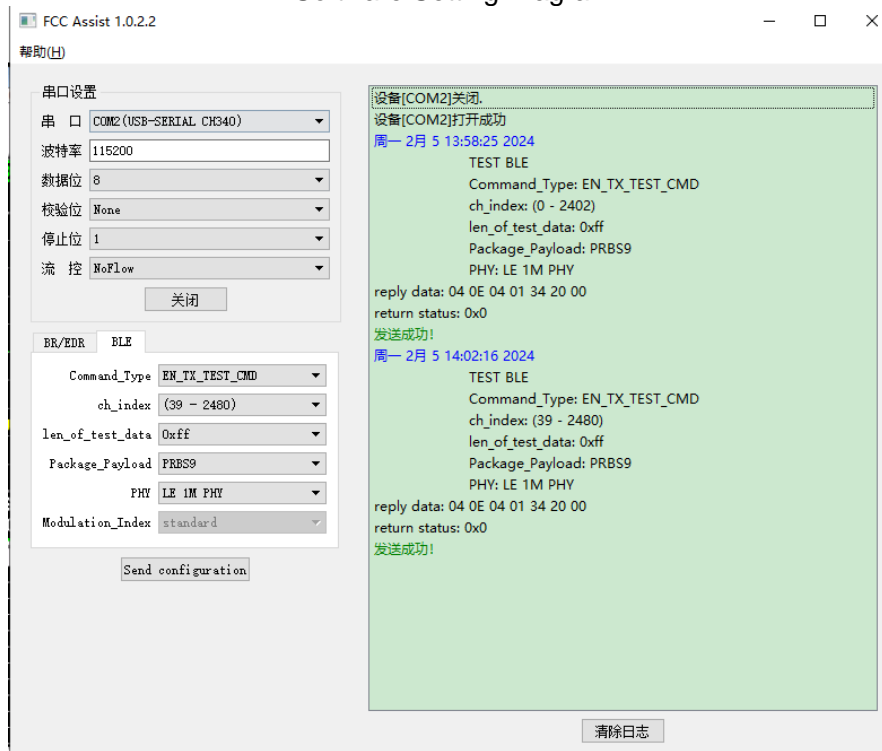 FCC Assist 1.0.2.2
帮助(H)
串口设置
串 口 COM2(USB-SERIAL CH340)
波特率 115200
数据位 8
校验位 None
停止位 1
流 控 NoFlow
关闭
BR/EDR BLE
Command_Type EN_TX_TEST_CMD
ch_index (39 - 2480)
len_of_test_data 0xff
Package_Payload PRBS9
PHY LE 1M PHY
Modulation_Index standard
Send configuration
设备[COM2]关闭.
设备[COM2]打开成功
周一 2月 5 13:58:25 2024
TEST BLE
Command_Type: EN_TX_TEST_CMD
ch_index: (0 - 2402)
len_of_test_data: 0xff
Package_Payload: PRBS9
PHY: LE 1M PHY
reply data: 04 0E 04 01 34 20 00
return status: 0x0
发送成功!
周一 2月 5 14:02:16 2024
TEST BLE
Command_Type: EN_TX_TEST_CMD
ch_index: (39 - 2480)
len_of_test_data: 0xff
Package_Payload: PRBS9
PHY: LE 1M PHY
reply data: 04 0E 04 01 34 20 00
return status: 0x0
发送成功!
清除日志